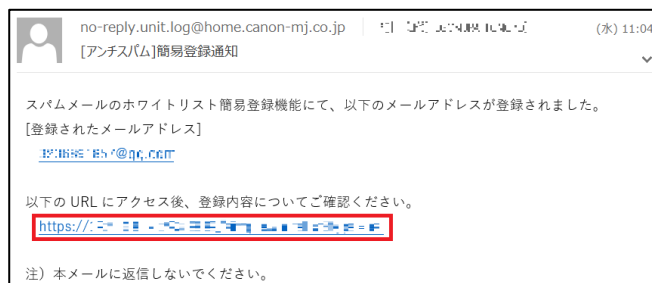 no-reply.unit.log@home.canon-mj.co.jp (水) 11:04
[アンチスパム]簡易登録通知
スパムメールのホワイトリスト簡易登録機能にて、以下のメールアドレスが登録されました。
[登録されたメールアドレス]
@qq.com
以下の URL にアクセス後、登録内容についてご確認ください。
https://
注）本メールに返信しないでください。